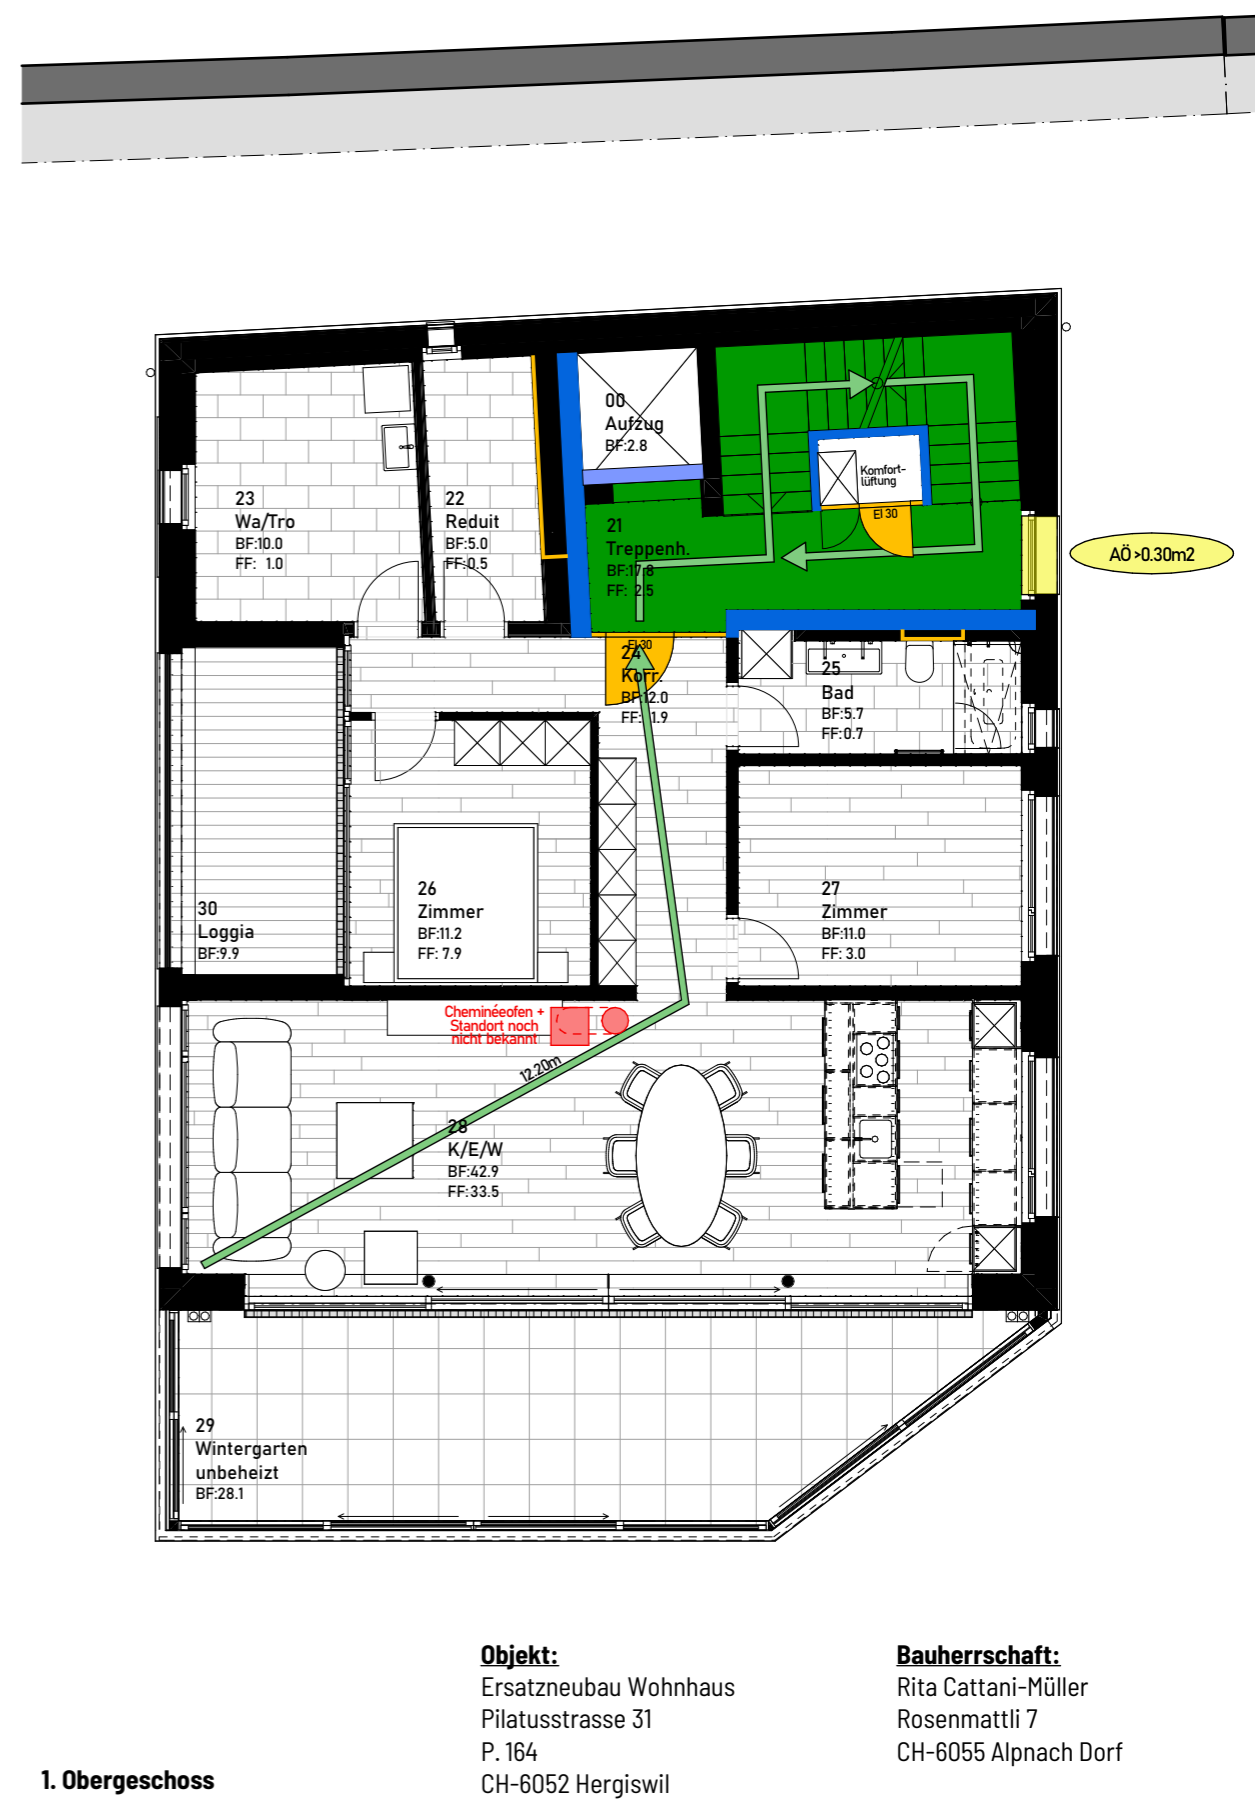 00
Aufzug
BF:2.8
Komfort-
lüftung
EI 30
AÖ >0.30m2
23
Wa/Tro
BF:10.0
FF: 1.0
22
Reduit
BF:5.0
FF:0.5
21
Treppenh.
BF:17.8
FF: 2.5
EI 30
24
Korr.
BF:12.0
FF: 1.9
25
Bad
BF:5.7
FF:0.7
30
Loggia
BF:9.9
26
Zimmer
BF:11.2
FF: 7.9
27
Zimmer
BF:11.0
FF: 3.0
Cheminéeofen +
Standort noch
nicht bekannt
12.20m
28
K/E/W
BF:42.9
FF:33.5
29
Wintergarten
unbeheizt
BF:28.1
Objekt:
Ersatzneubau Wohnhaus
Pilatusstrasse 31
P. 164
CH-6052 Hergiswil
Bauherrschaft:
Rita Cattani-Müller
Rosenmattli 7
CH-6055 Alpnach Dorf
1. Obergeschoss